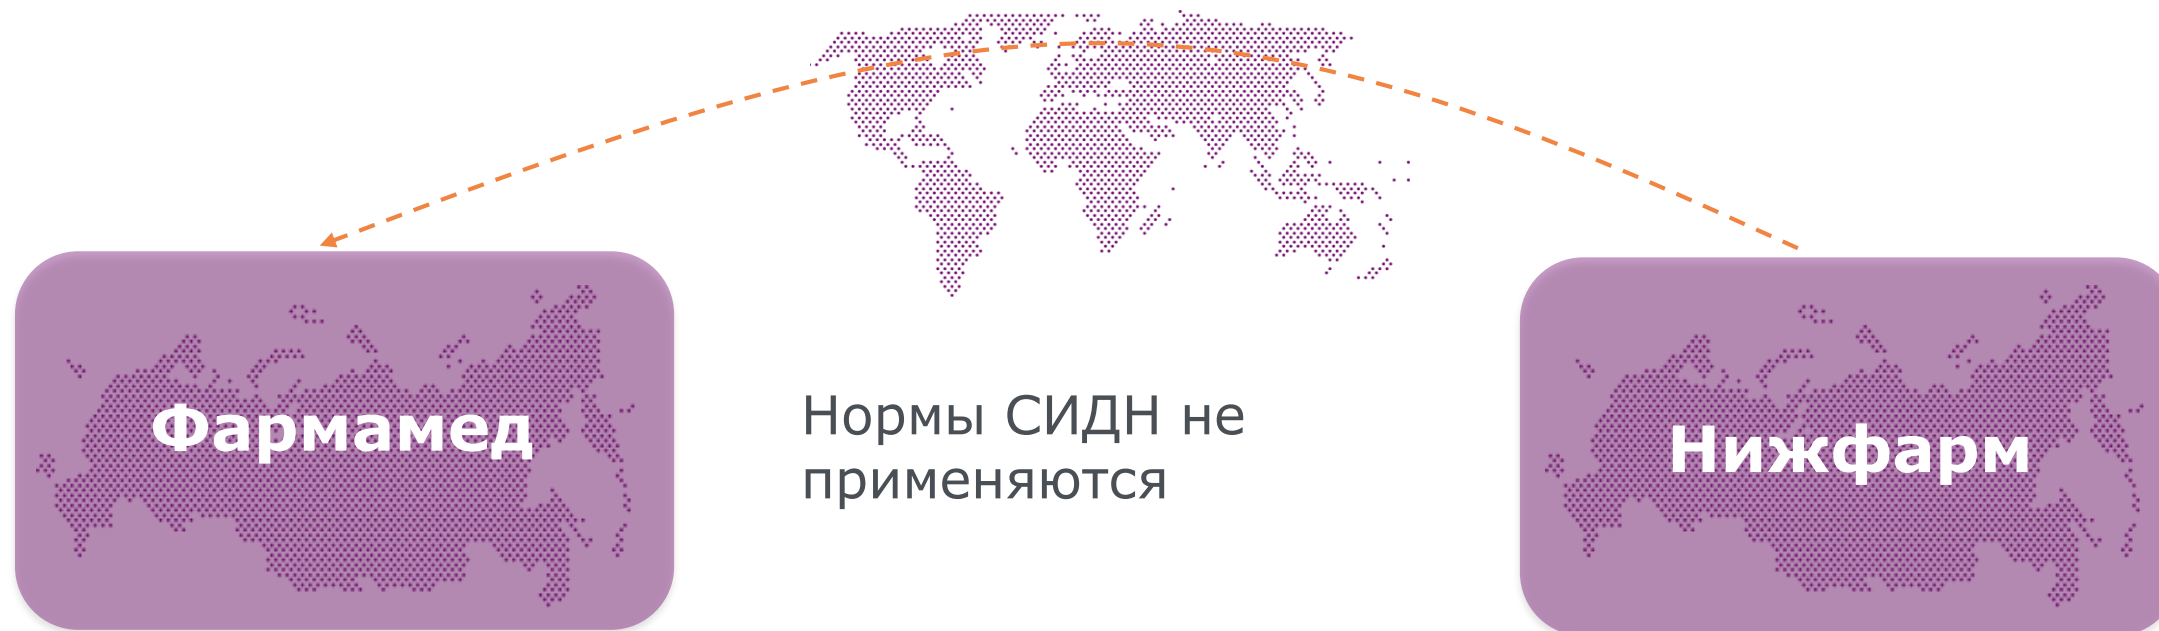 Фармамед
Нормы СИДН не
применяются
Нижфарм